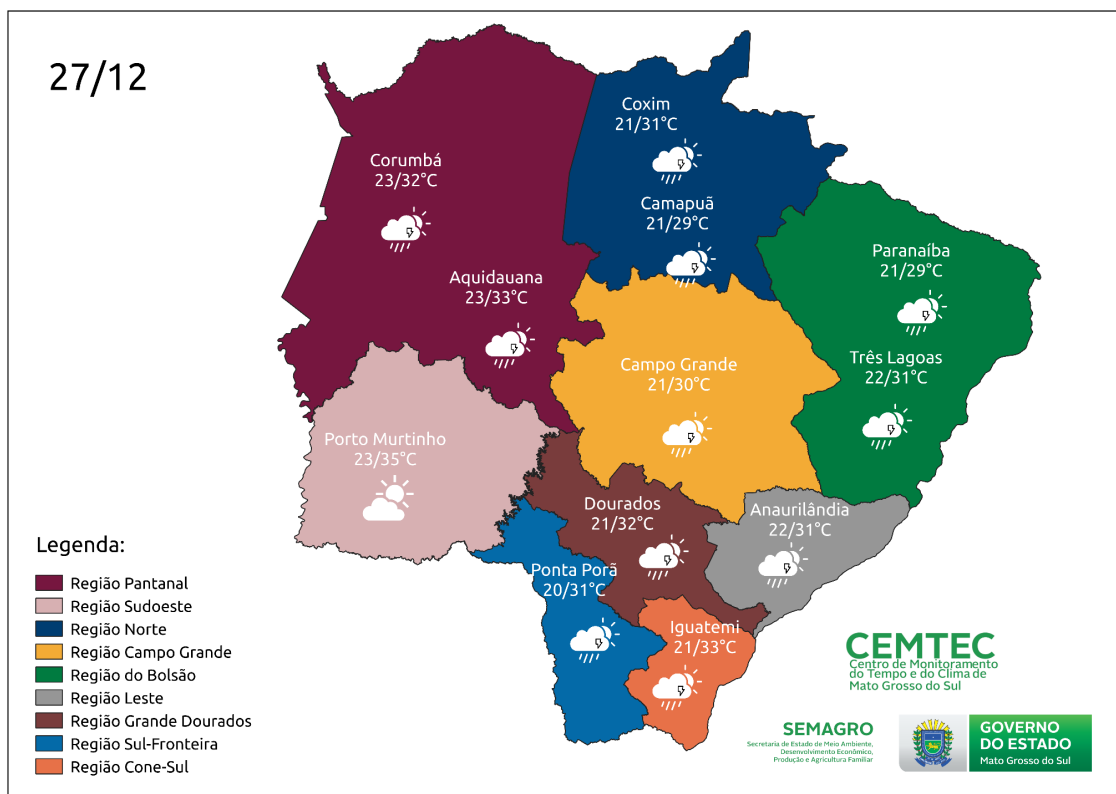 27/12
Coxim
21/31°C
Corumbá
23/32°C
Camapuã
21/29°C
Paranaíba
21/29°C
Aquidauana
23/33°C
Três Lagoas
22/31°C
Campo Grande
21/30°C
Porto Murtinho
23/35°C
Dourados
21/32°C
Anaurilândia
22/31°C
Ponta Porã
20/31°C
Iguatemi
21/33°C
Legenda:
Região Pantanal
Região Sudoeste
Região Norte
Região Campo Grande
Região do Bolsão
Região Leste
Região Grande Dourados
Região Sul-Fronteira
Região Cone-Sul
CEMTEC
Centro de Monitoramento
do Tempo e do Clima de
Mato Grosso do Sul
SEMAGRO
Secretaria de Estado de Meio Ambiente,
Desenvolvimento Econômico,
Produção e Agricultura Familiar
GOVERNO
DO ESTADO
Mato Grosso do Sul